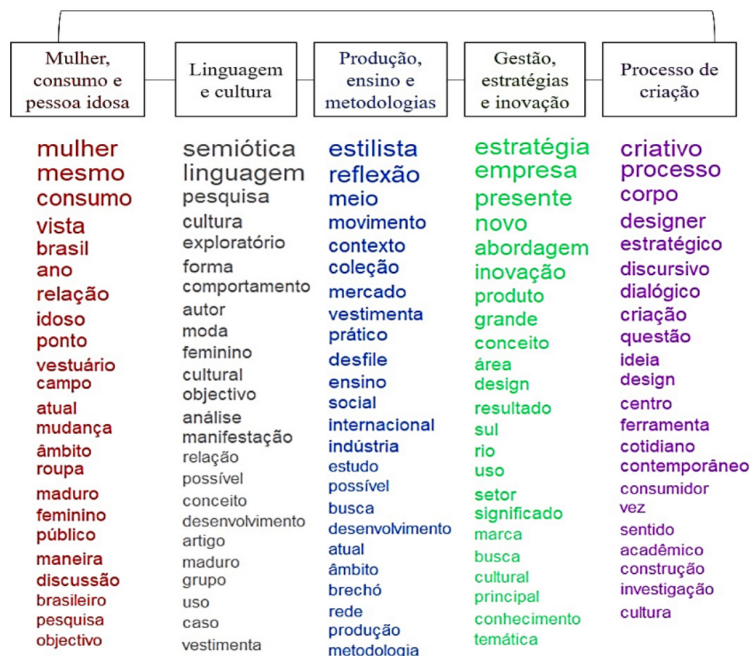 Mulher,
consumo e
pessoa idosa
Linguagem
e cultura
Produção,
ensino e
metodologias
Gestão,
estratégias
e inovação
Processo de
criação
mulher
mesmo
consumo
vista
brasil
ano
relação
idoso
ponto
vestuário
campo
atual
mudança
âmbito
roupa
maduro
feminino
público
maneira
discussão
brasileiro
pesquisa
objectivo
semiótica
linguagem
pesquisa
cultura
exploratório
forma
comportamento
autor
moda
feminino
cultural
objectivo
análise
manifestação
relação
possível
conceito
desenvolvimento
artigo
maduro
grupo
uso
caso
vestimenta
estilista
reflexão
meio
movimento
contexto
coleção
mercado
vestimenta
prático
desfile
ensino
social
internacional
indústria
estudo
possível
busca
desenvolvimento
atual
âmbito
brechó
rede
produção
metodologia
estratégia
empresa
presente
novo
abordagem
inovação
produto
grande
conceito
área
design
resultado
sul
rio
uso
setor
significado
marca
busca
cultural
principal
conhecimento
temática
criativo
processo
corpo
designer
estratégico
discursivo
dialógico
criação
questão
ideia
design
centro
ferramenta
cotidiano
contemporâneo
consumidor
vez
sentido
acadêmico
construção
investigação
cultura